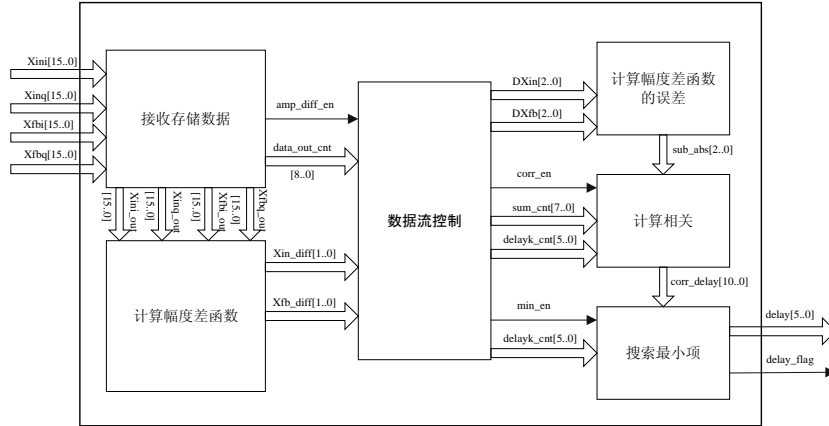 Xini[15..0]
Xinq[15..0]
Xfbi[15..0]
Xfbq[15..0]
接收存储数据
amp_diff_en
data_out_cnt
[8..0]
Xini_out
[15..0]
Xinq_out
[15..0]
Xfbi_out
[15..0]
Xfbq_out
[15..0]
计算幅度差函数
Xin_diff[1..0]
Xfb_diff[1..0]
数据流控制
DXin[2..0]
DXfb[2..0]
计算幅度差函数
的误差
sub_abs[2..0]
corr_en
sum_cnt[7..0]
delayk_cnt[5..0]
计算相关
corr_delay[10..0]
min_en
delayk_cnt[5..0]
搜索最小项
delay[5..0]
delay_flag